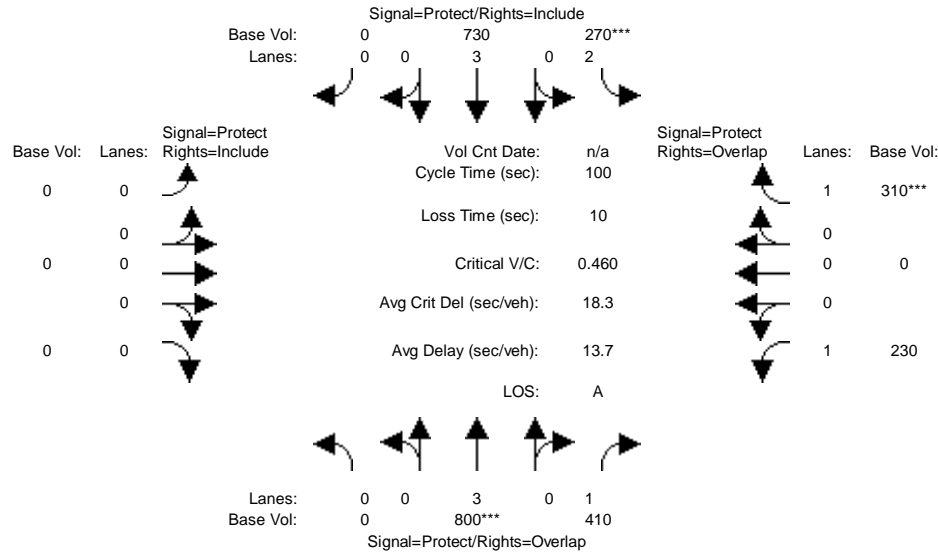 Signal=Protect/Rights=Include
Base Vol: 0 730 270***
Lanes: 0 0 3 0 2
Signal=Protect
Base Vol: Lanes: Rights=Include
Vol Cnt Date: n/a
Signal=Protect
Rights=Overlap Lanes: Base Vol:
Cycle Time (sec): 100
0 0 1 310***
Loss Time (sec): 10
0 0
0 0 Critical V/C: 0.460 0 0
0 Avg Crit Del (sec/veh): 18.3 0
0 0 Avg Delay (sec/veh): 13.7 1 230
LOS: A
Lanes: 0 0 3 0 1
Base Vol: 0 800*** 410
Signal=Protect/Rights=Overlap